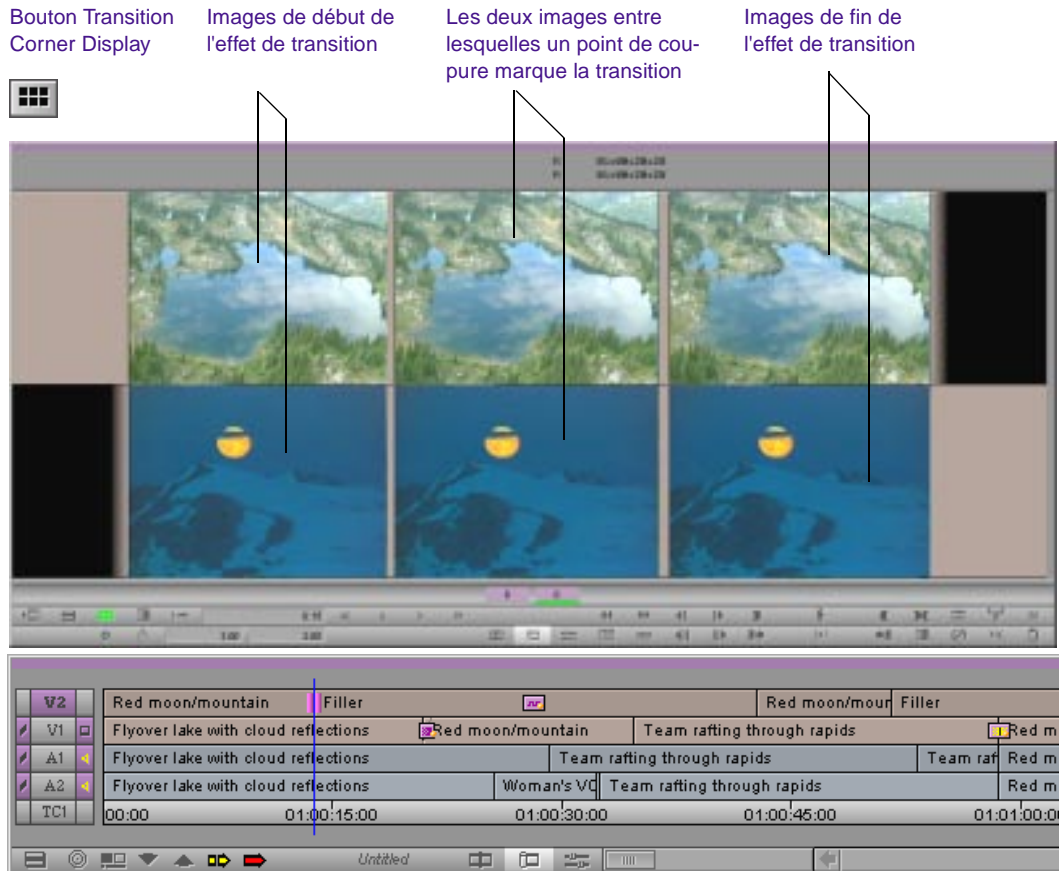 Bouton Transition
Corner Display
Images de début de
l'effet de transition
Les deux images entre
lesquelles un point de cou-
pure marque la transition
Images de fin de
l'effet de transition
V2 Red moon/mountain Filler Red moon/mour Filler
V1 Flyover lake with cloud reflections Red moon/mountain Team rafting through rapids Red m
A1 Flyover lake with cloud reflections Team rafting through rapids Team raf Red m
A2 Flyover lake with cloud reflections Woman's VO Team rafting through rapids Red m
TC1 00:00 01:00:15:00 01:00:30:00 01:00:45:00 01:01:00:00
Untitled